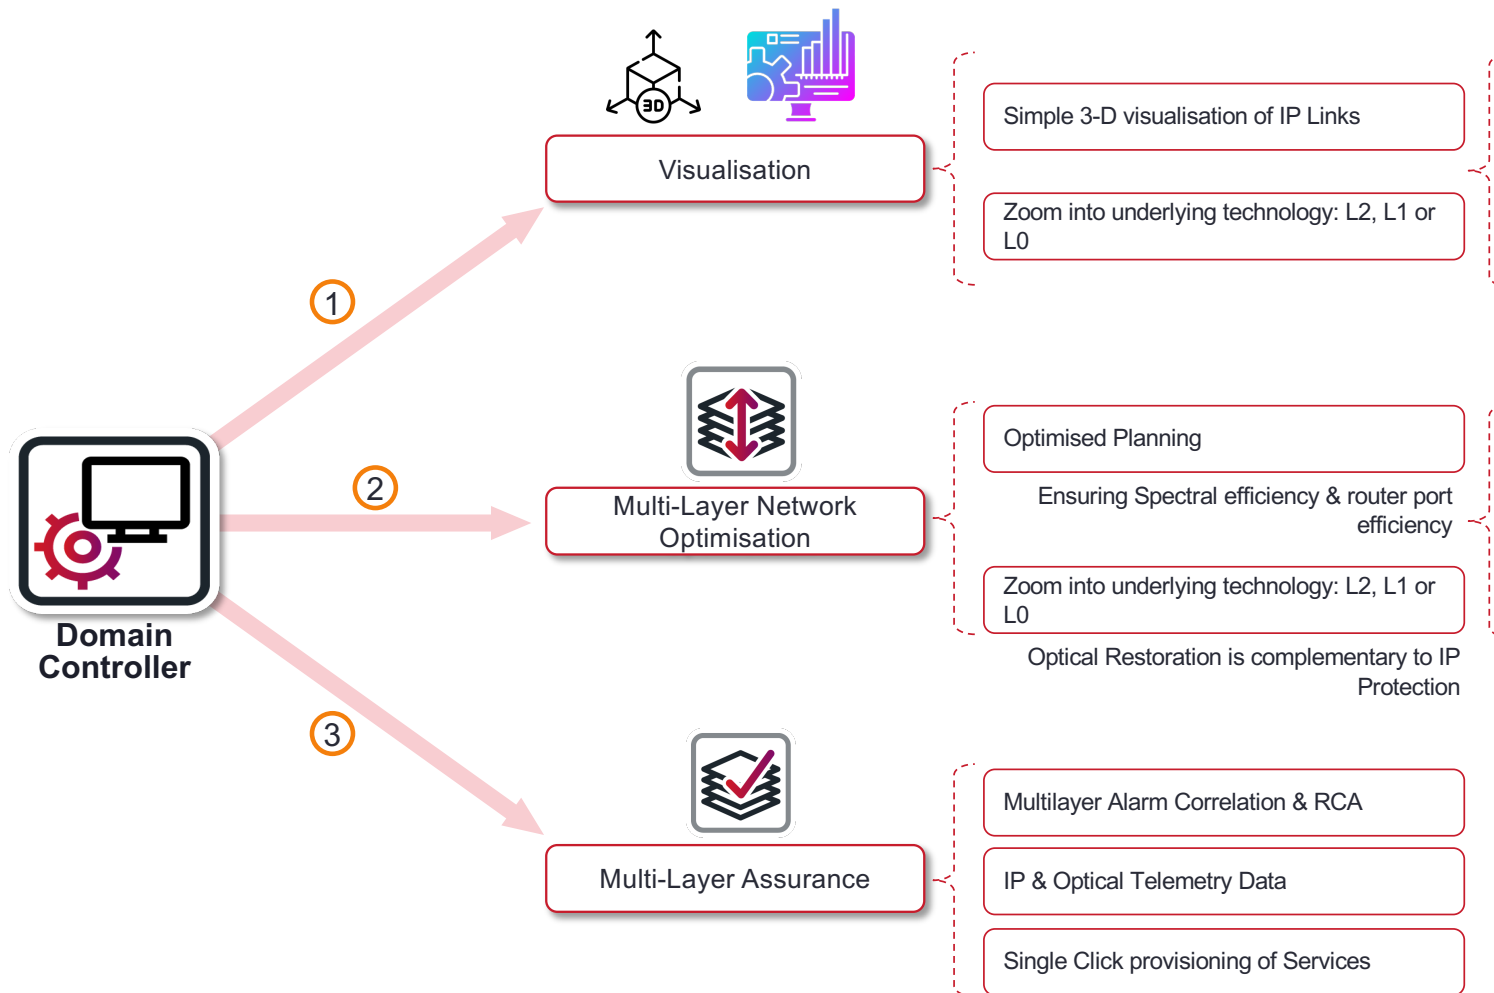 3D
Visualisation
Simple 3-D visualisation of IP Links
Zoom into underlying technology: L2, L1 or
L0
1
Multi-Layer Network
Optimisation
2
Optimised Planning
Ensuring Spectral efficiency & router port
efficiency
Zoom into underlying technology: L2, L1 or
L0
Optical Restoration is complementary to IP
Protection
Domain
Controller
3
Multi-Layer Assurance
Multilayer Alarm Correlation & RCA
IP & Optical Telemetry Data
Single Click provisioning of Services